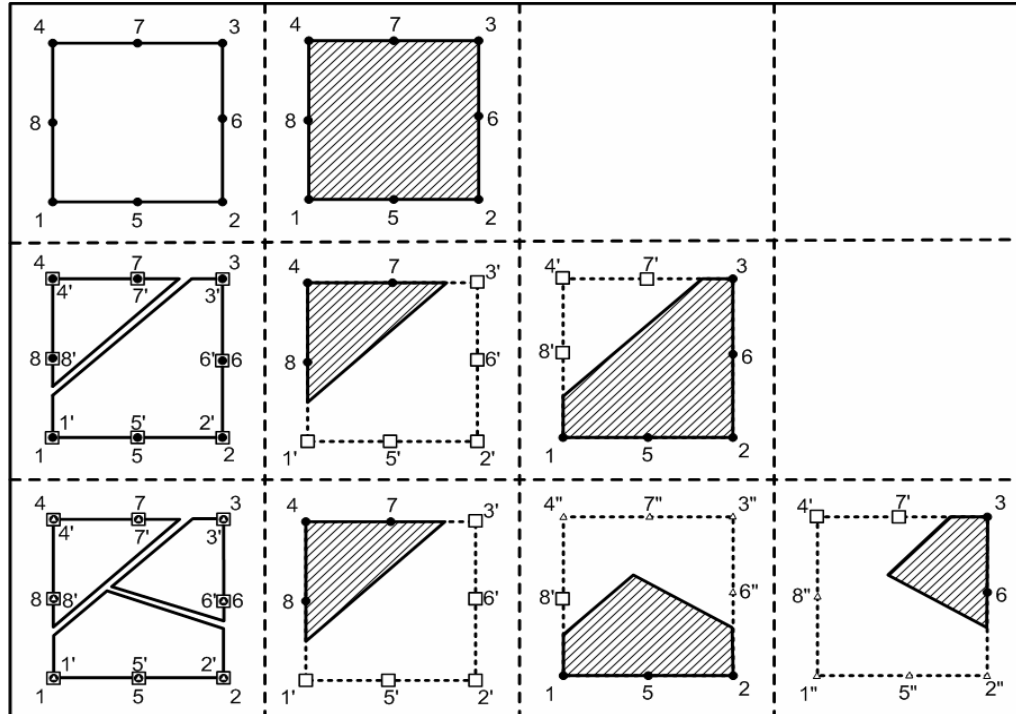 4 7 3 4 7 3
8 6 8 6
1 5 2 1 5 2
4 7 3 4 7 3' 4' 7' 3
4' 7' 3'
8 8' 6' 6 8 6' 8' 6
1' 5' 2'
1 5 2 1' 5' 2' 1 5 2
4 7 3 4 7 3' 4" 7" 3" 4' 7' 3
4' 7' 3'
8 8' 6' 6 8 6' 8' 6" 8" 6
1' 5' 2'
1 5 2 1' 5' 2' 1 5 2 1" 5" 2"